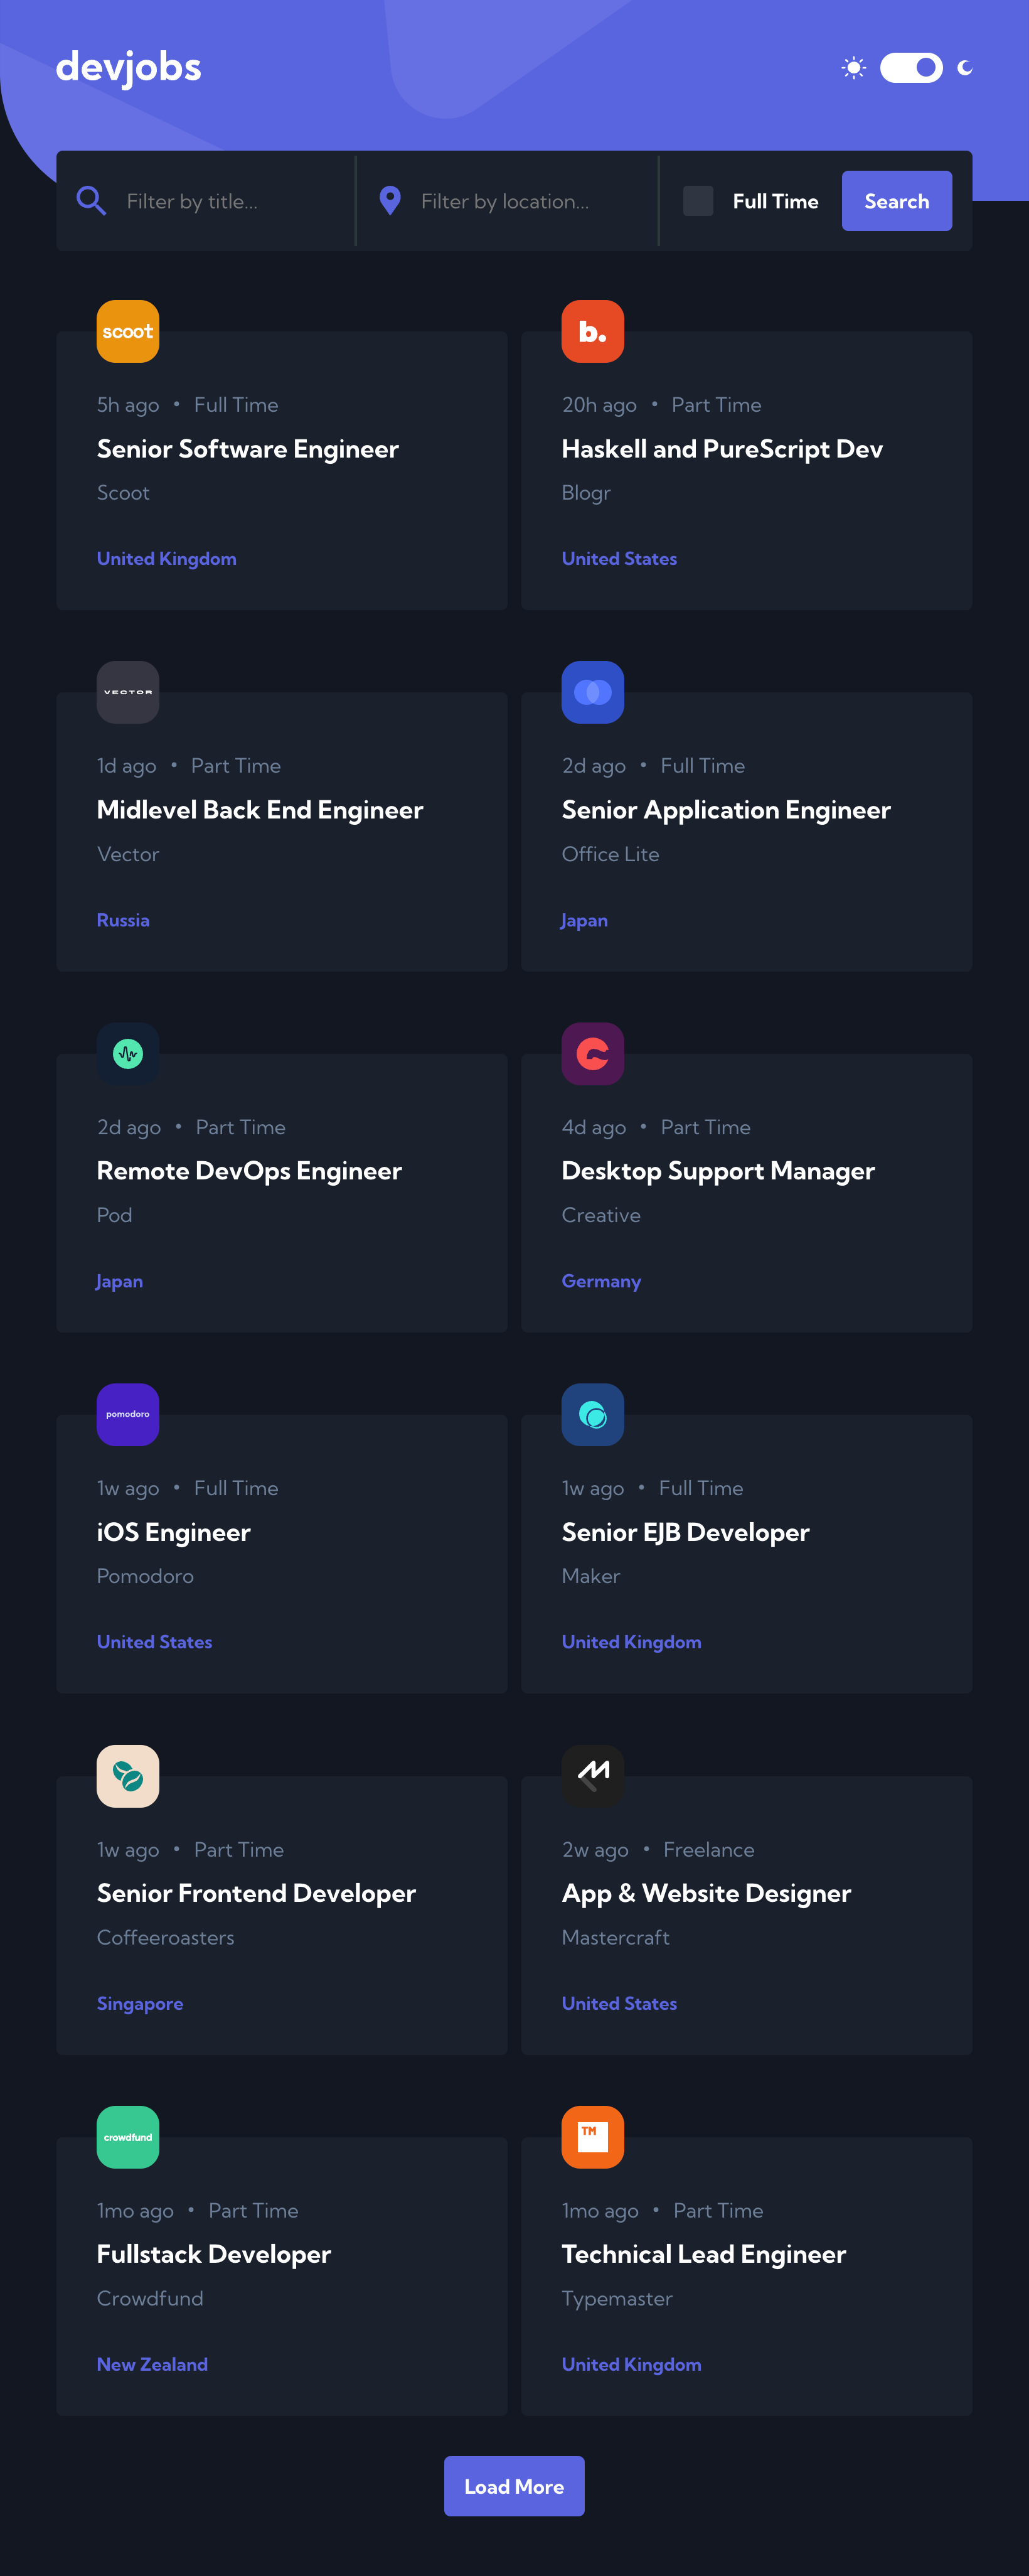 devjobs
Filter by title...
Filter by location...
Full Time
Search
scoot
5h ago • Full Time
Senior Software Engineer
Scoot
United Kingdom
b.
20h ago • Part Time
Haskell and PureScript Dev
Blogr
United States
VECTOR
1d ago • Part Time
Midlevel Back End Engineer
Vector
Russia
2d ago • Full Time
Senior Application Engineer
Office Lite
Japan
2d ago • Part Time
Remote DevOps Engineer
Pod
Japan
4d ago • Part Time
Desktop Support Manager
Creative
Germany
pomodoro
1w ago • Full Time
iOS Engineer
Pomodoro
United States
1w ago • Full Time
Senior EJB Developer
Maker
United Kingdom
1w ago • Part Time
Senior Frontend Developer
Coffeeroasters
Singapore
2w ago • Freelance
App & Website Designer
Mastercraft
United States
crowdfund
1mo ago • Part Time
Fullstack Developer
Crowdfund
New Zealand
TM
1mo ago • Part Time
Technical Lead Engineer
Typemaster
United Kingdom
Load More